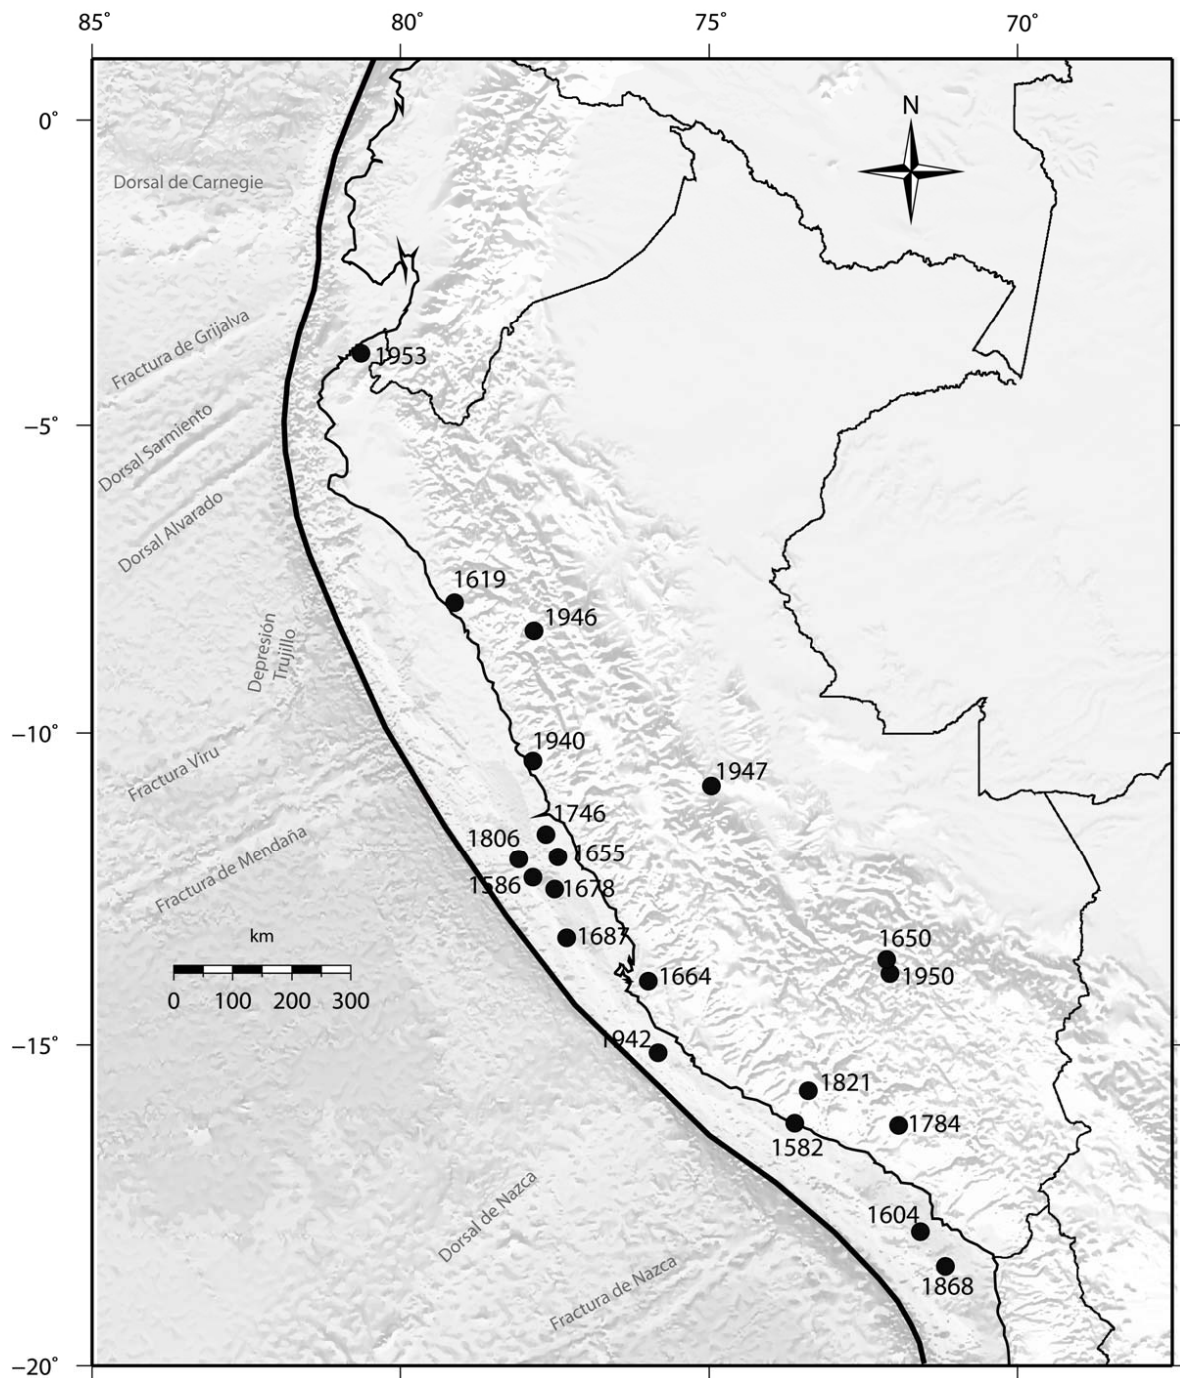 85°
80°
75°
70°
N
0°
Dorsal de Carnegie
Fractura de Grijalva
1953
−5°
Dorsal Sarmiento
Dorsal Alvarado
1619
1946
Depresión
Trujillo
−10°
1940
1947
Fractura Viru
1746
1806
1655
Fractura de Mendaña
1586
1678
km
1687
1650
1950
1664
0 100 200 300
−15°
1942
1821
1784
1582
Dorsal de Nazca
1604
Fractura de Nazca
1868
−20°